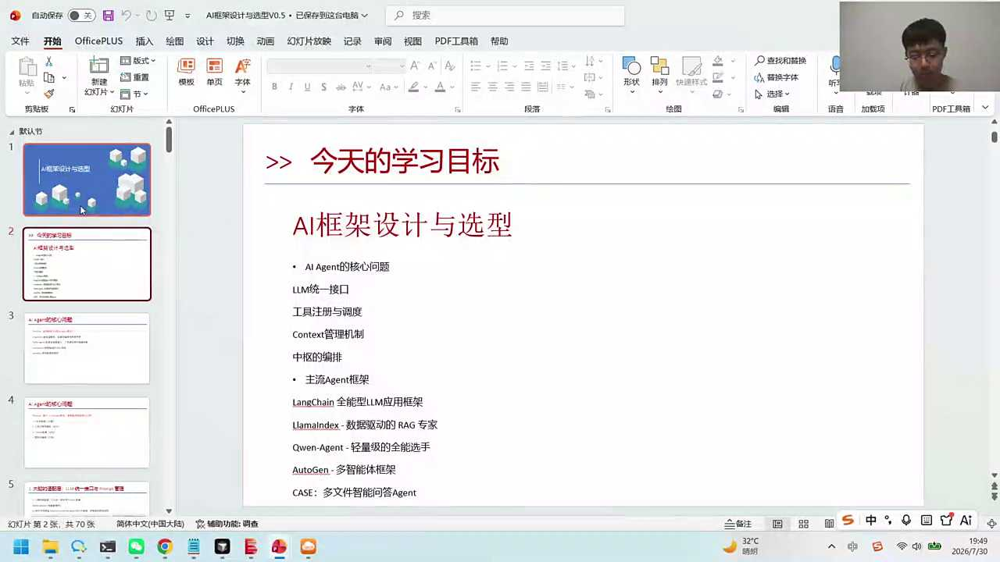 自动保存 关 AI框架设计与选型V0.5 • 已保存到这台电脑 搜索
文件 开始 OfficePLUS 插入 绘图 设计 切换 动画 幻灯片放映 记录 审阅 视图 PDF工具箱 帮助
粘贴 新建 幻灯片 版式 重置 节 模板 单页 字体 形状 排列 快速样式 查找和替换 替换字体 选择
剪贴板 幻灯片 OfficePLUS 字体 段落 绘图 编辑 语音 加载项 PDF工具箱
默认节
1
AI框架设计与选型
2
>> 今天的学习目标
AI框架设计与选型
3
AI Agent的核心问题
4
AI Agent的核心问题
5
>> 今天的学习目标
AI框架设计与选型
• AI Agent的核心问题
LLM统一接口
工具注册与调度
Context管理机制
中枢的编排
• 主流Agent框架
LangChain 全能型LLM应用框架
LlamaIndex - 数据驱动的 RAG 专家
Qwen-Agent - 轻量级的全能选手
AutoGen - 多智能体框架
CASE：多文件智能问答Agent
幻灯片 第 2 张，共 70 张 简体中文(中国大陆) 辅助功能: 调查 备注
中 Ai
32°C
晴朗
19:49
2026/7/30